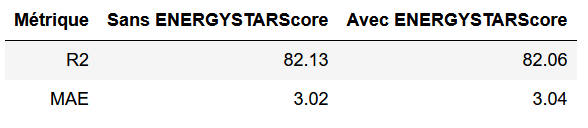 Métrique Sans ENERGYSTARScore Avec ENERGYSTARScore
R2 82.13 82.06
MAE 3.02 3.04